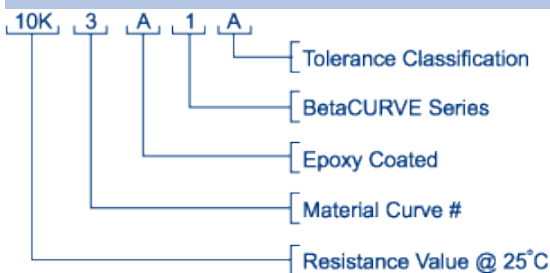 10K 3 A 1 A
Tolerance Classification
BetaCURVE Series
Epoxy Coated
Material Curve #
Resistance Value @ 25°C